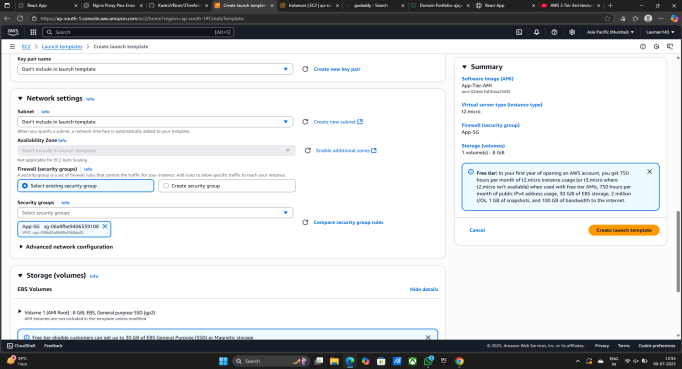 React App
Nginx Proxy Pass Error
Create launch template
Instances | EC2 | ap-s
godaddy - Search
Domain Portfolio
React App
AWS 3 Tier Architectu
https://ap-south-1.console.aws.amazon.com/ec2/home?region=ap-south-1#CreateTemplate:
aws
Search
[Alt+S]
Asia Pacific (Mumbai)
EC2
Launch templates
Create launch template
Key pair name
Don't include in launch template
Create new key pair
Network settings
Info
Subnet
Info
Don't include in launch template
Create new subnet
When you specify a subnet, a network interface is automatically added to your template.
Availability Zone
Info
Don't include in launch template
Enable additional zones
Not applicable for EC2 Auto Scaling
Firewall (security groups)
Info
A security group is a set of firewall rules that control the traffic for your instance. Add rules to allow specific traffic to reach your instance.
Select existing security group
Create security group
Security groups
Info
Select security groups
Compare security group rules
App-SG
Advanced network configuration
Storage (volumes)
Info
EBS Volumes
Hide details
Volume 1 (AMI Root) : 8 GB, EBS, General purpose SSD (gp2)
AMI Volumes are not included in the template unless modified
Free tier eligible customers can get up to 30 GB of EBS General Purpose (SSD) or Magnetic storage
Summary
Software Image (AMI)
App-Tier-AMI
Virtual server type (instance type)
t2.micro
Firewall (security group)
App-SG
Storage (volumes)
1 volume(s) - 8 GiB
Free tier: In your first year of opening an AWS account, you get 750
hours per month of t2.micro instance usage (or t3.micro where
t2.micro isn't available) when used with free tier AMIs, 750 hours
per month of public IPv4 address usage, 30 GiB of EBS storage, 2 million
I/Os, 1 GB of snapshots, and 100 GB of bandwidth to the internet.
Cancel
Create launch template
CloudShell
Feedback
© 2025, Amazon Web Services, Inc. or its affiliates.
Privacy
Terms
Cookie preferences
34°C
Haze
Search
ENG
IN
13:54
09-07-2025